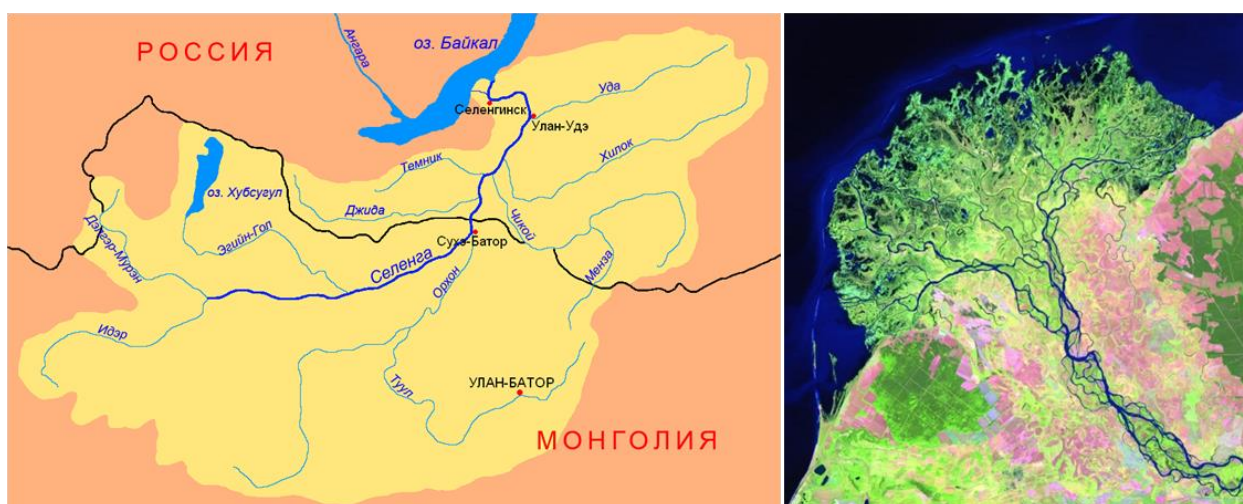 РОССИЯ
Ангара
оз. Байкал
Селенгинск
Уда
Улан-Удэ
Хилок
Темник
оз. Хубсугул
Джида
Чикой
Дэлгэр-Мурэн
Эгийн-Гол
Сухэ-Батор
Селенга
Менза
Орхон
Идэр
Туул
УЛАН-БАТОР
МОНГОЛИЯ